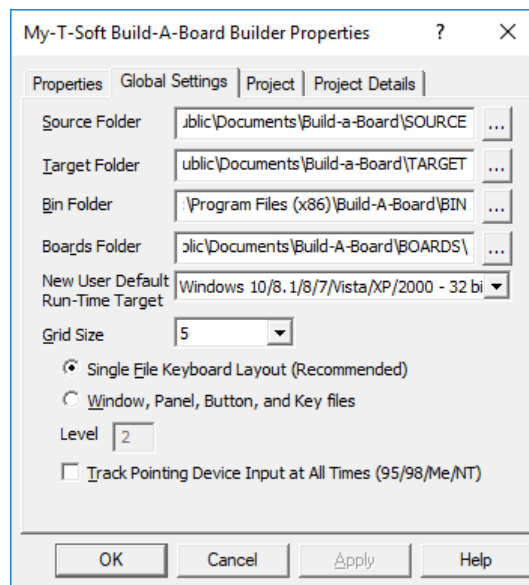 My-T-Soft Build-A-Board Builder Properties ?
Properties Global Settings Project Project Details
Source Folder ublic\Documents\Build-a-Board\SOURCE ...
Target Folder ublic\Documents\Build-a-Board\TARGET ...
Bin Folder :\Program Files (x86)\Build-A-Board\BIN ...
Boards Folder blic\Documents\Build-A-Board\BOARDS\ ...
New User Default
Run-Time Target Windows 10/8.1/8/7/Vista/XP/2000 - 32 bi
Grid Size 5
Single File Keyboard Layout (Recommended)
Window, Panel, Button, and Key files
Level 2
Track Pointing Device Input at All Times (95/98/Me/NT)
OK Cancel Apply Help